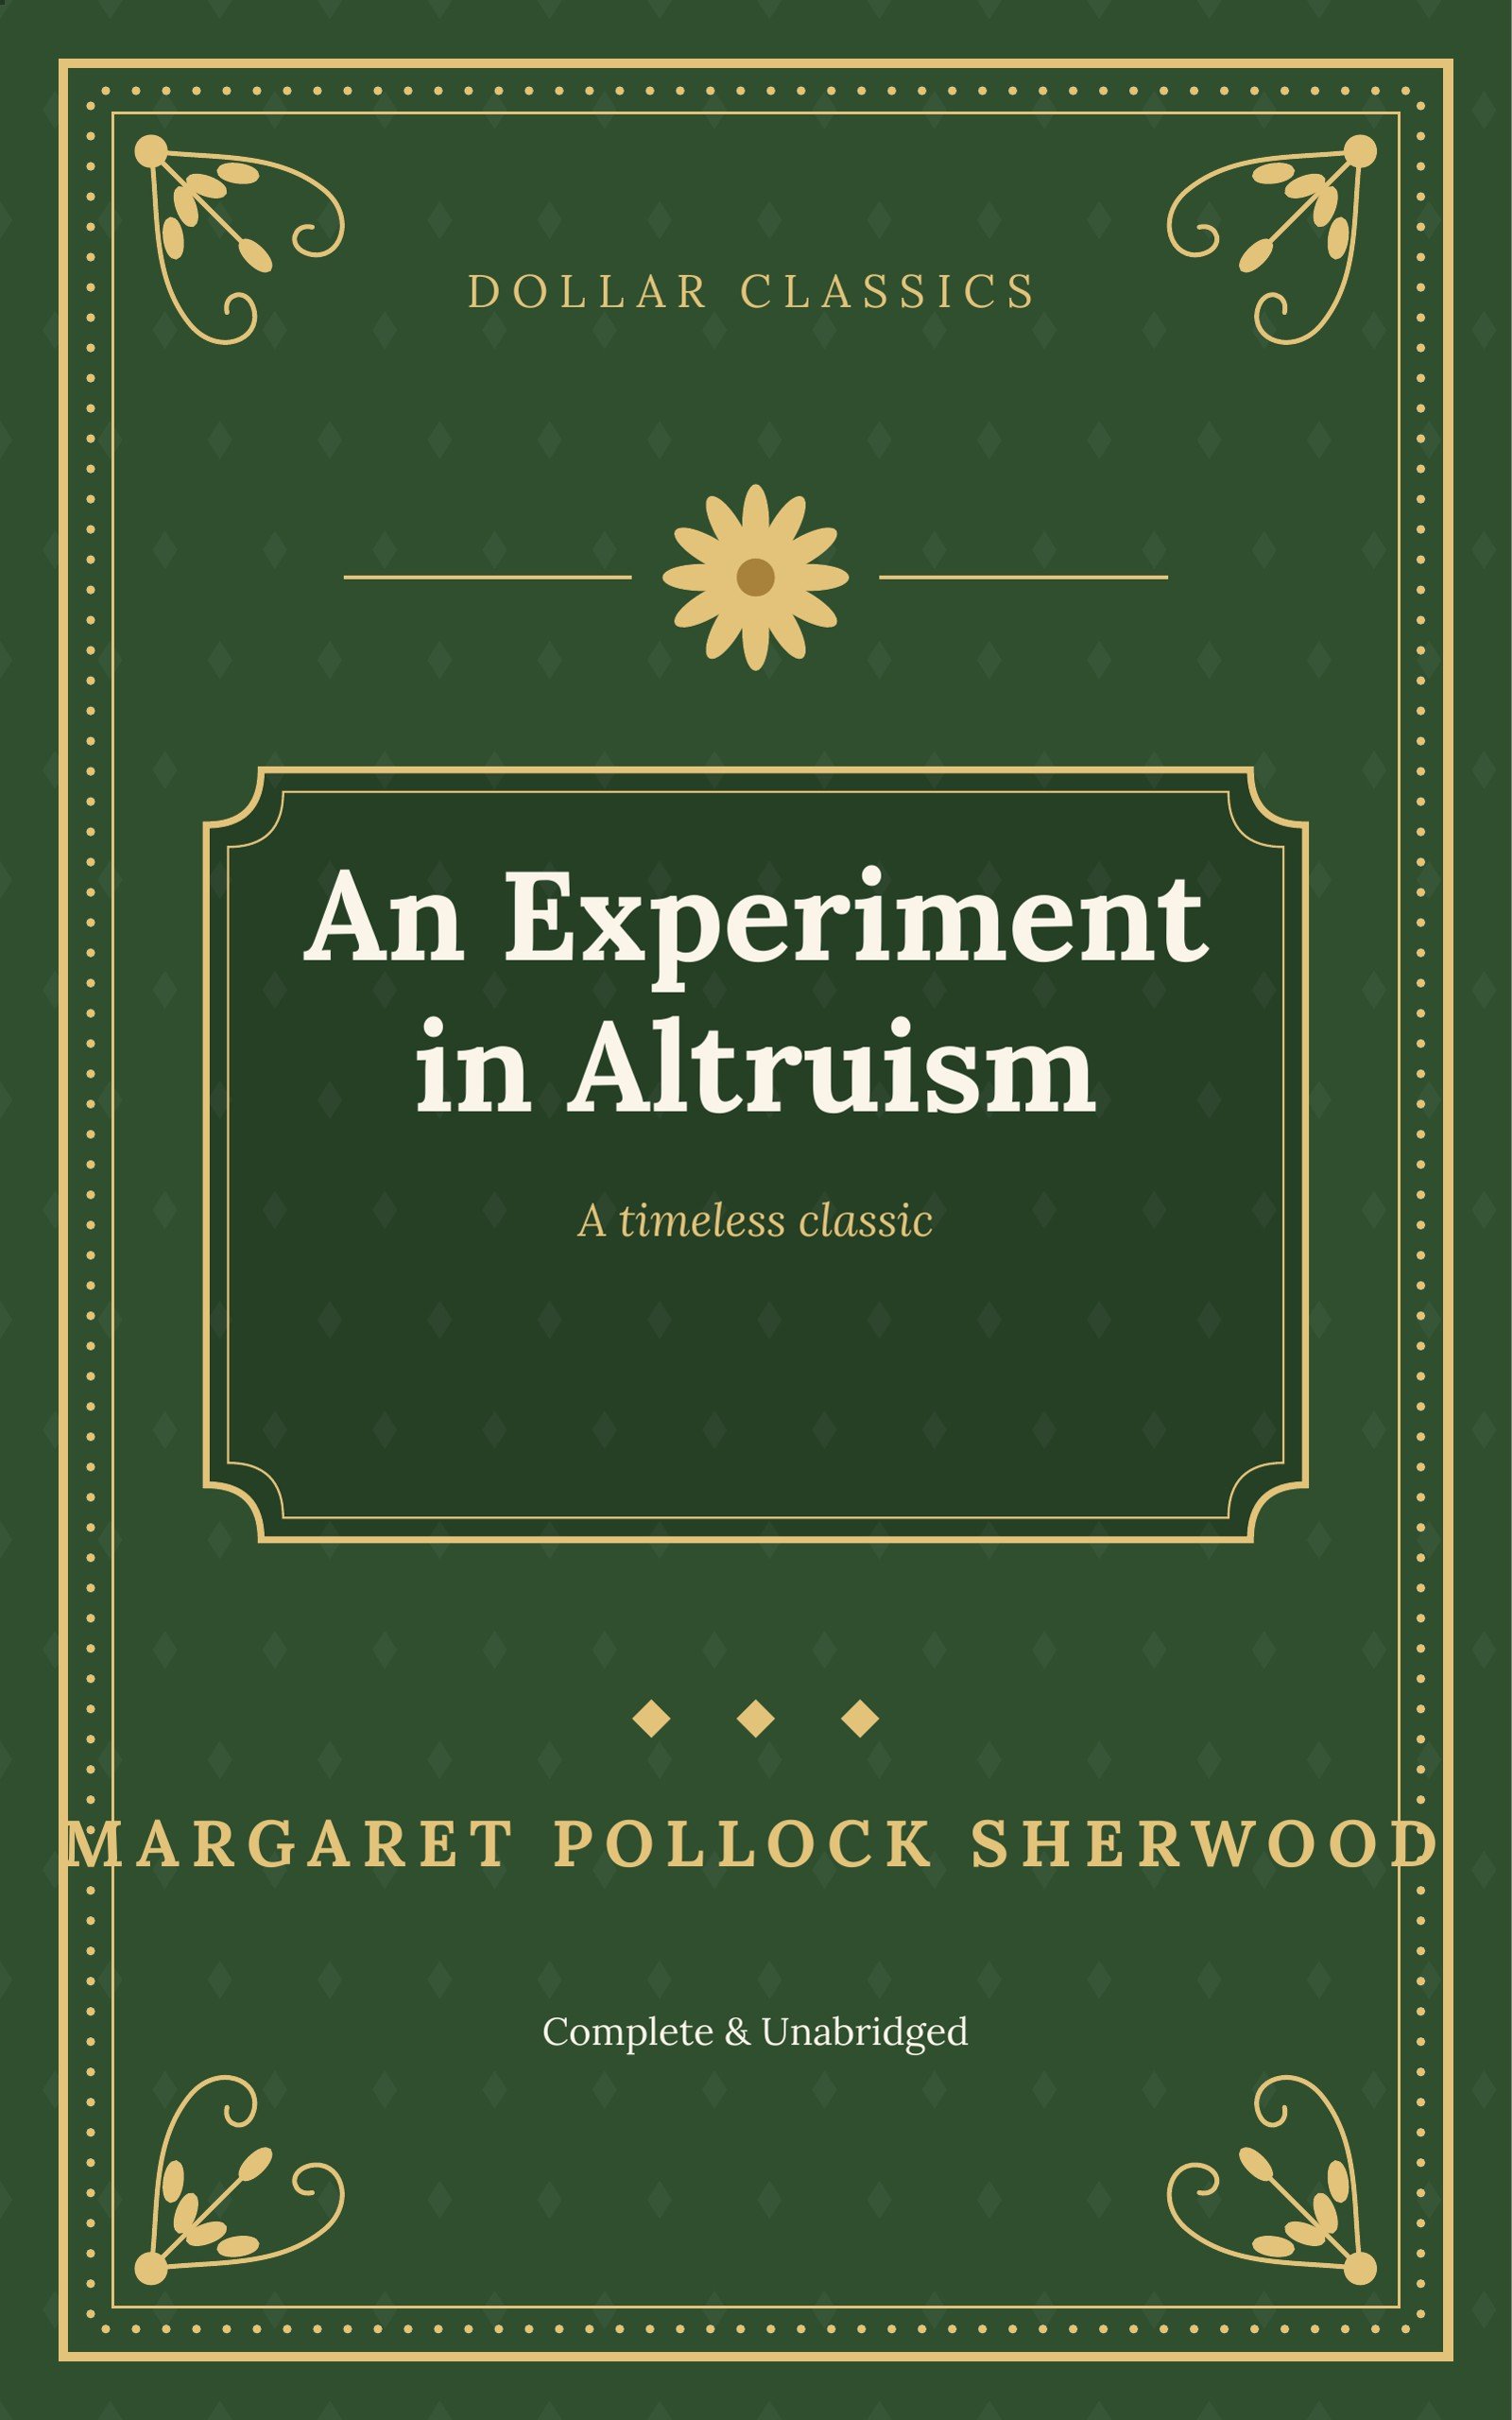 DOLLAR CLASSICS
An Experiment
in Altruism
A timeless classic
MARGARET POLLOCK SHERWOOD
Complete & Unabridged